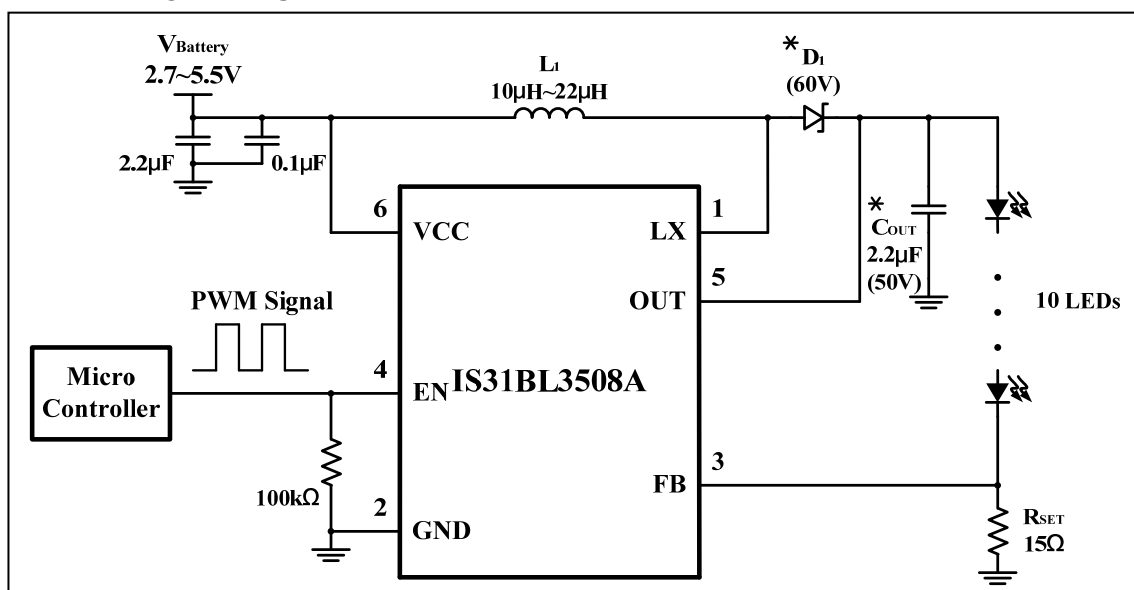 VBattery
2.7~5.5V
2.2µF
0.1µF
L1
10µH~22µH
* D1
(60V)
6
VCC
1
LX
* COUT
2.2µF
(50V)
5
OUT
10 LEDs
PWM Signal
Micro
Controller
4
EN
IS31BL3508A
3
FB
100kΩ
2
GND
RSET
15Ω